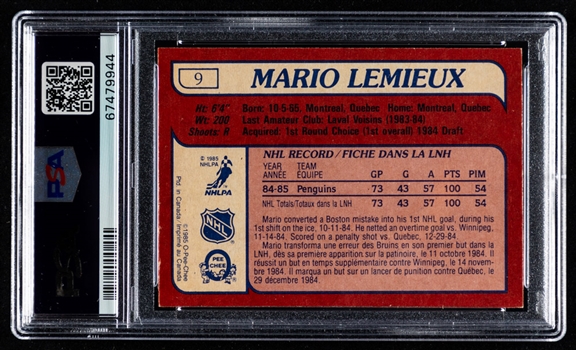 67479944
PSA
9
MARIO LEMIEUX
Ht: 6'4" Born: 10-5-65, Montreal, Quebec Home: Montreal, Quebec
Wt: 200 Last Amateur Club: Laval Voisins (1983-84)
Shoots: R Acquired: 1st Round Choice (1st overall) 1984 Draft
© 1985
NHLPA
NHLPA
NHL
O PEE CHEE
Ptd. in Canada / Imprimé au Canada
©1985 O-Pee-Chee
NHL RECORD/FICHE DANS LA LNH
YEAR TEAM
ANNÉE ÉQUIPE GP G A PTS PIM
84-85 Penguins 73 43 57 100 54
NHL Totals/Totaux dans la LNH 73 43 57 100 54
Mario converted a Boston mistake into his 1st NHL goal, during his
1st shift on the ice, 10-11-84. He netted an overtime goal vs. Winnipeg,
11-14-84. Scored on a penalty shot vs. Quebec, 12-29-84.
Mario transforma une erreur des Bruins en son premier but dans la
LNH, dès sa première apparition sur la patinoire, le 11 octobre 1984. Il
réussit un but en temps supplémentaire contre Winnipeg, le 14 novem-
bre 1984. Il marqua un but sur un lancer de punition contre Québec, le
29 décembre 1984.